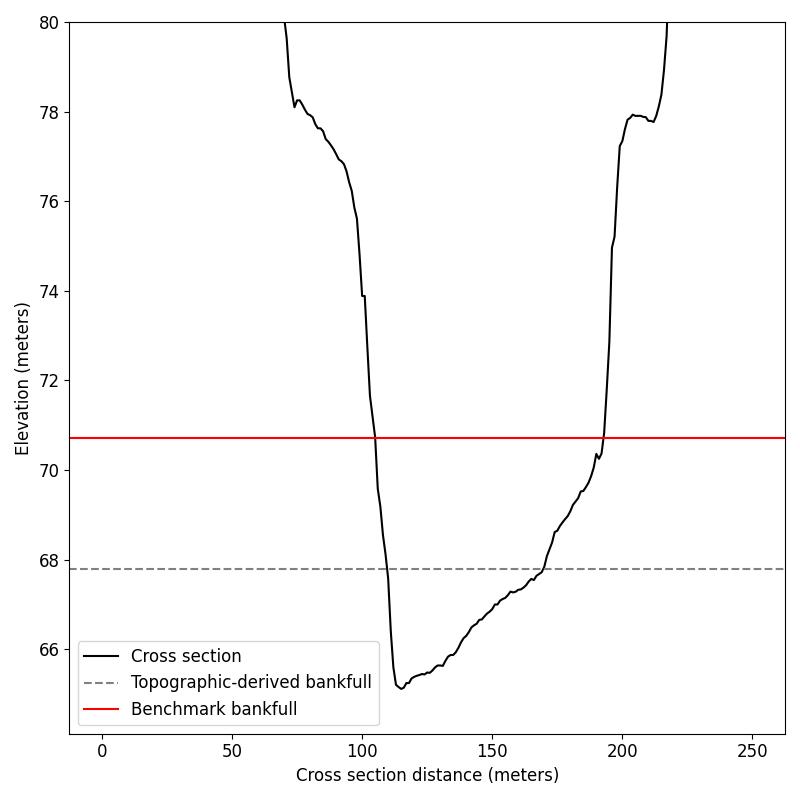 80
78
76
74
72
70
68
66
Elevation (meters)
Cross section
Topographic-derived bankfull
Benchmark bankfull
0 50 100 150 200 250
Cross section distance (meters)